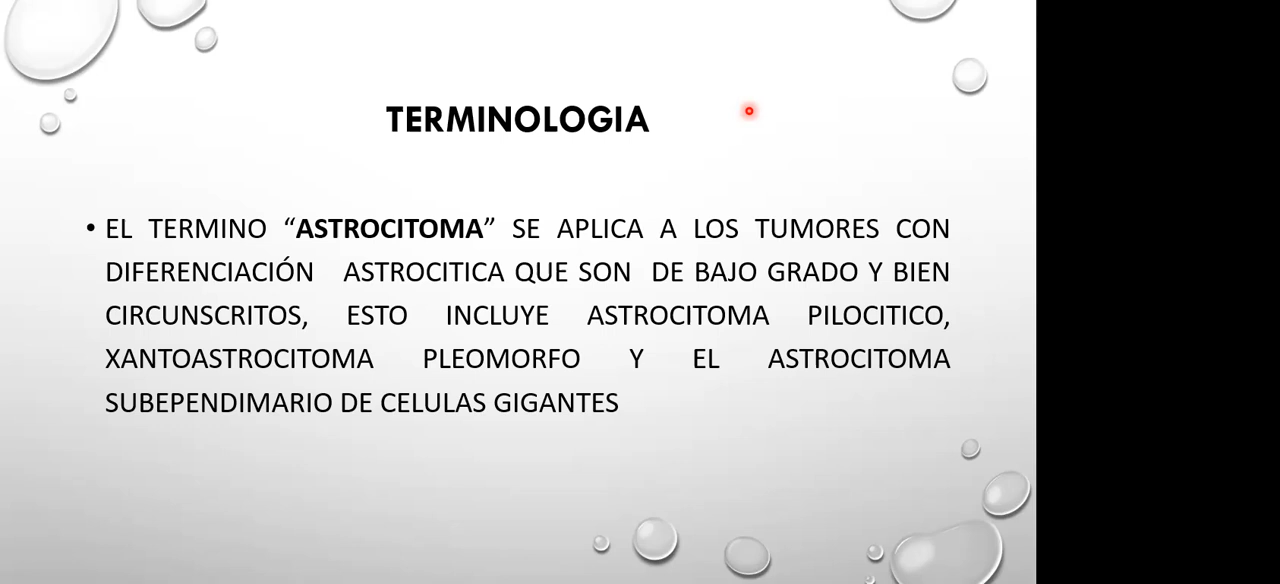 TERMINOLOGIA
• EL TERMINO “ASTROCITOMA” SE APLICA A LOS TUMORES CON
DIFERENCIACIÓN ASTROCITICA QUE SON DE BAJO GRADO Y BIEN
CIRCUNSCRITOS, ESTO INCLUYE ASTROCITOMA PILOCITICO,
XANTOASTROCITOMA PLEOMORFO Y EL ASTROCITOMA
SUBEPENDIMARIO DE CELULAS GIGANTES